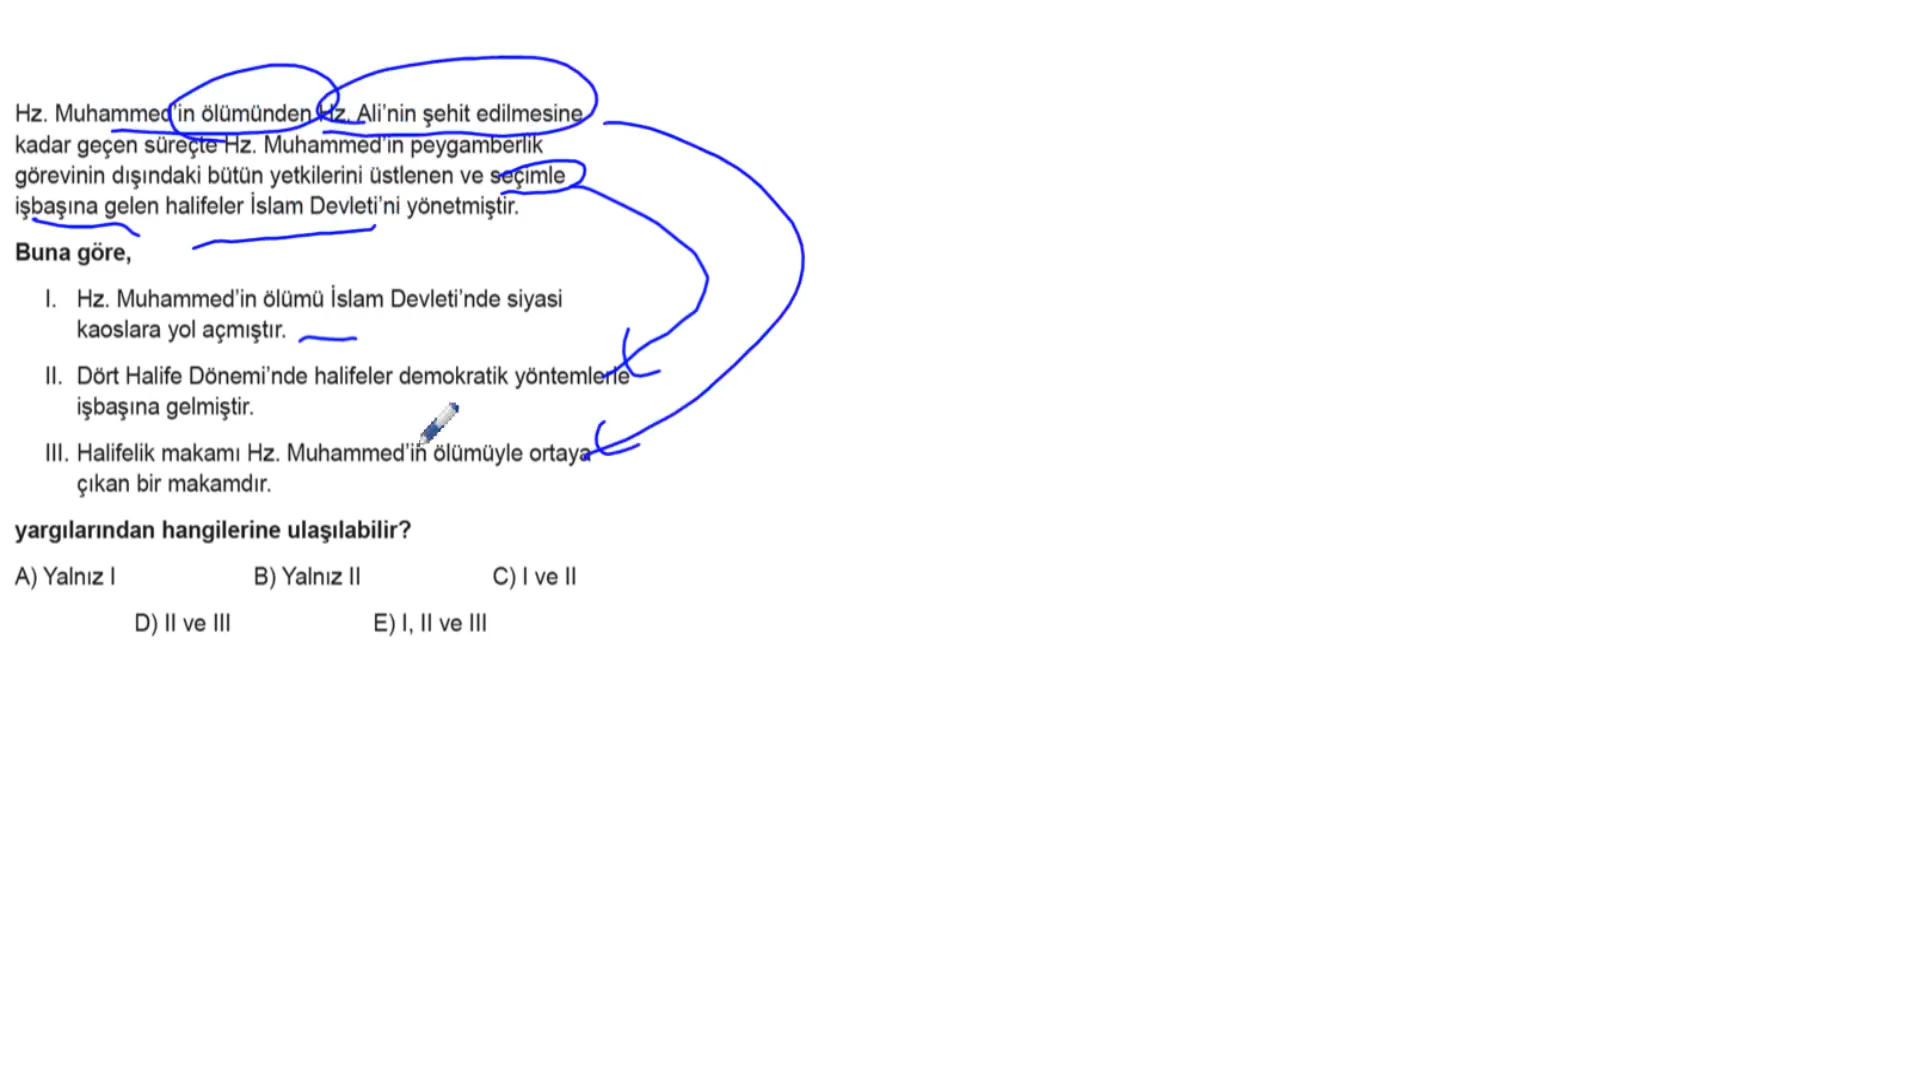 Hz. Muhammed'in ölümünden Hz. Ali'nin şehit edilmesine
kadar geçen süreçte Hz. Muhammed'in peygamberlik
görevinin dışındaki bütün yetkilerini üstlenen ve seçimle
işbaşına gelen halifeler İslam Devleti'ni yönetmiştir.
Buna göre,
I. Hz. Muhammed'in ölümü İslam Devleti'nde siyasi
kaoslara yol açmıştır.
II. Dört Halife Dönemi'nde halifeler demokratik yöntemlerle
işbaşına gelmiştir.
III. Halifelik makamı Hz. Muhammed'in ölümüyle ortaya
çıkan bir makamdır.
yargılarından hangilerine ulaşılabilir?
A) Yalnız I B) Yalnız II C) I ve II
D) II ve III E) I, II ve III